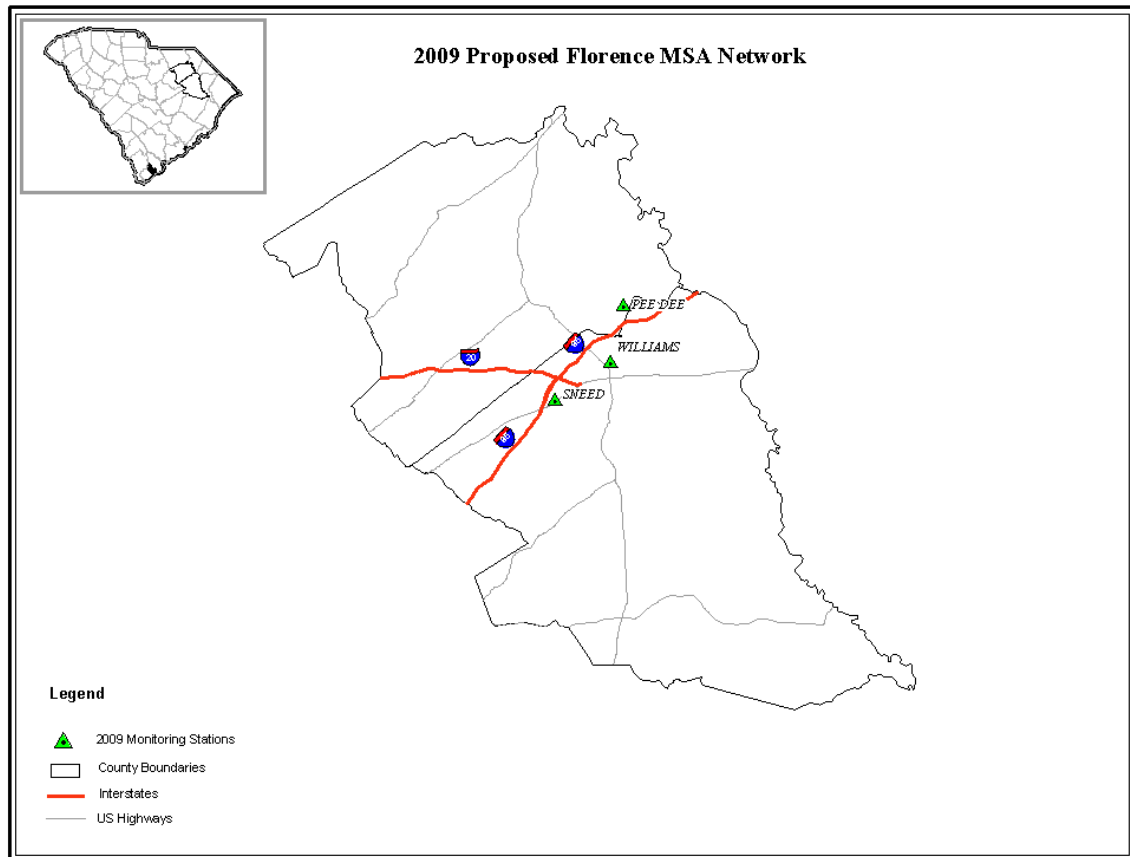 2009 Proposed Florence MSA Network
PEE DEE
WILLIAMS
20
SNEED
Legend
2009 Monitoring Stations
County Boundaries
Interstates
US Highways